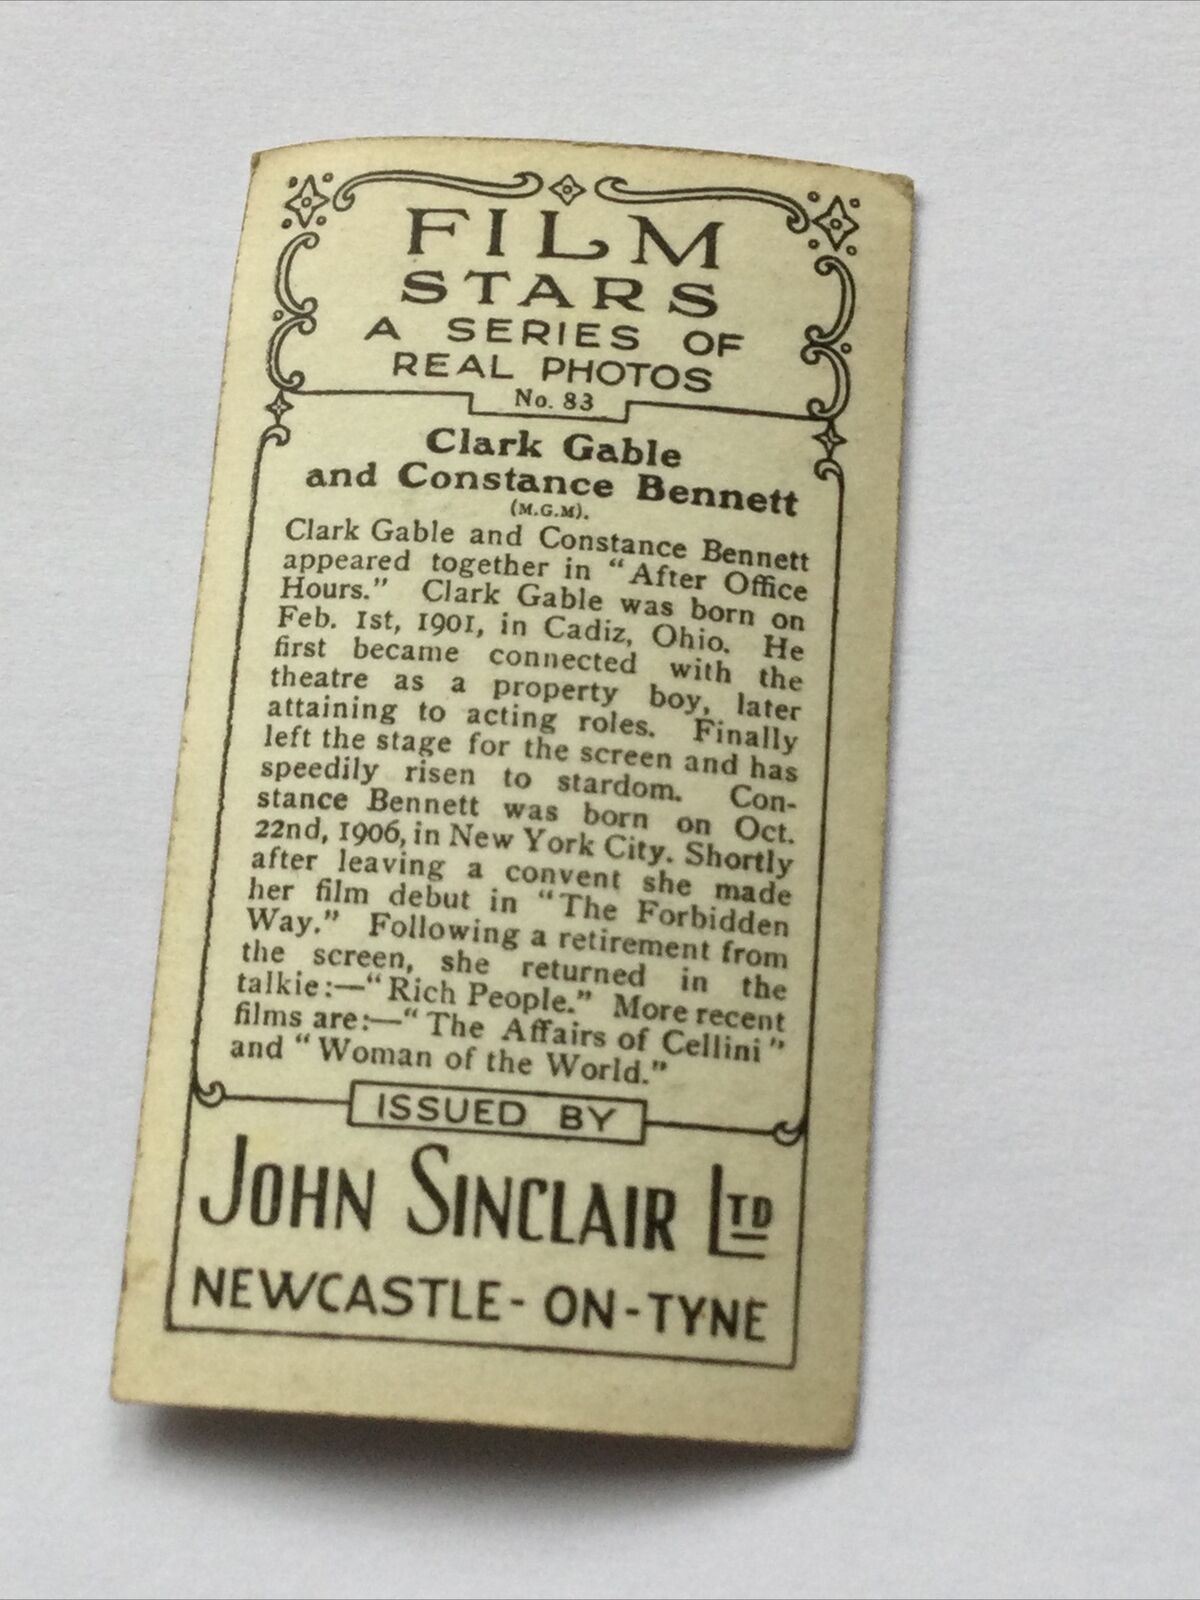 FILM
STARS
A SERIES OF
REAL PHOTOS
No. 83
Clark Gable
and Constance Bennett
(M.G.M).
Clark Gable and Constance Bennett
appeared together in "After Office
Hours." Clark Gable was born on
Feb. 1st, 1901, in Cadiz, Ohio. He
first became connected with the
theatre as a property boy, later
attaining to acting roles. Finally
left the stage for the screen and has
speedily risen to stardom. Con-
stance Bennett was born on Oct.
22nd, 1906, in New York City. Shortly
after leaving a convent she made
her film debut in "The Forbidden
Way." Following a retirement from
the screen, she returned in the
talkie:—"Rich People." More recent
films are:—"The Affairs of Cellini"
and "Woman of the World."
ISSUED BY
JOHN SINCLAIR LTD
NEWCASTLE-ON-TYNE